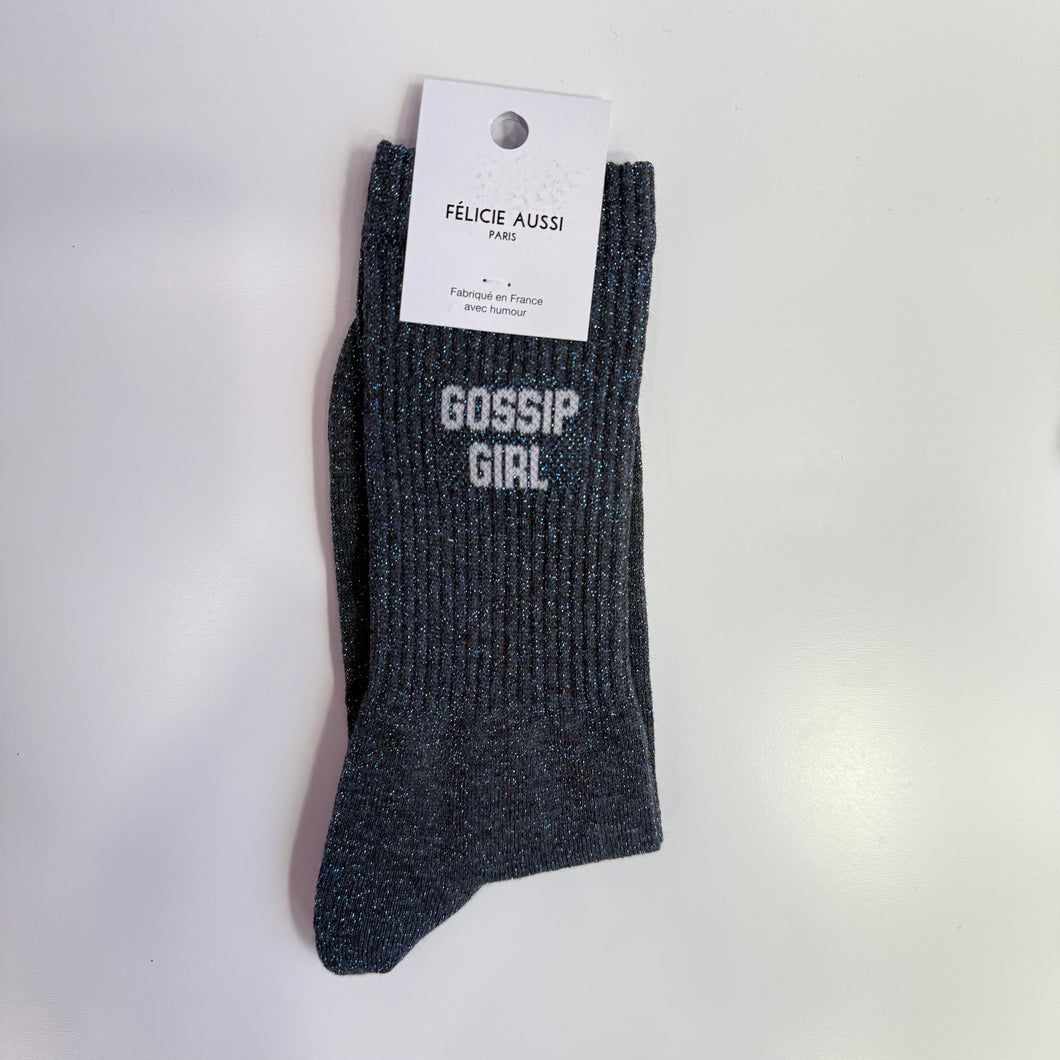 FÉLICIE AUSSI
PARIS
Fabriqué en France
avec humour
GOSSIP
GIRL